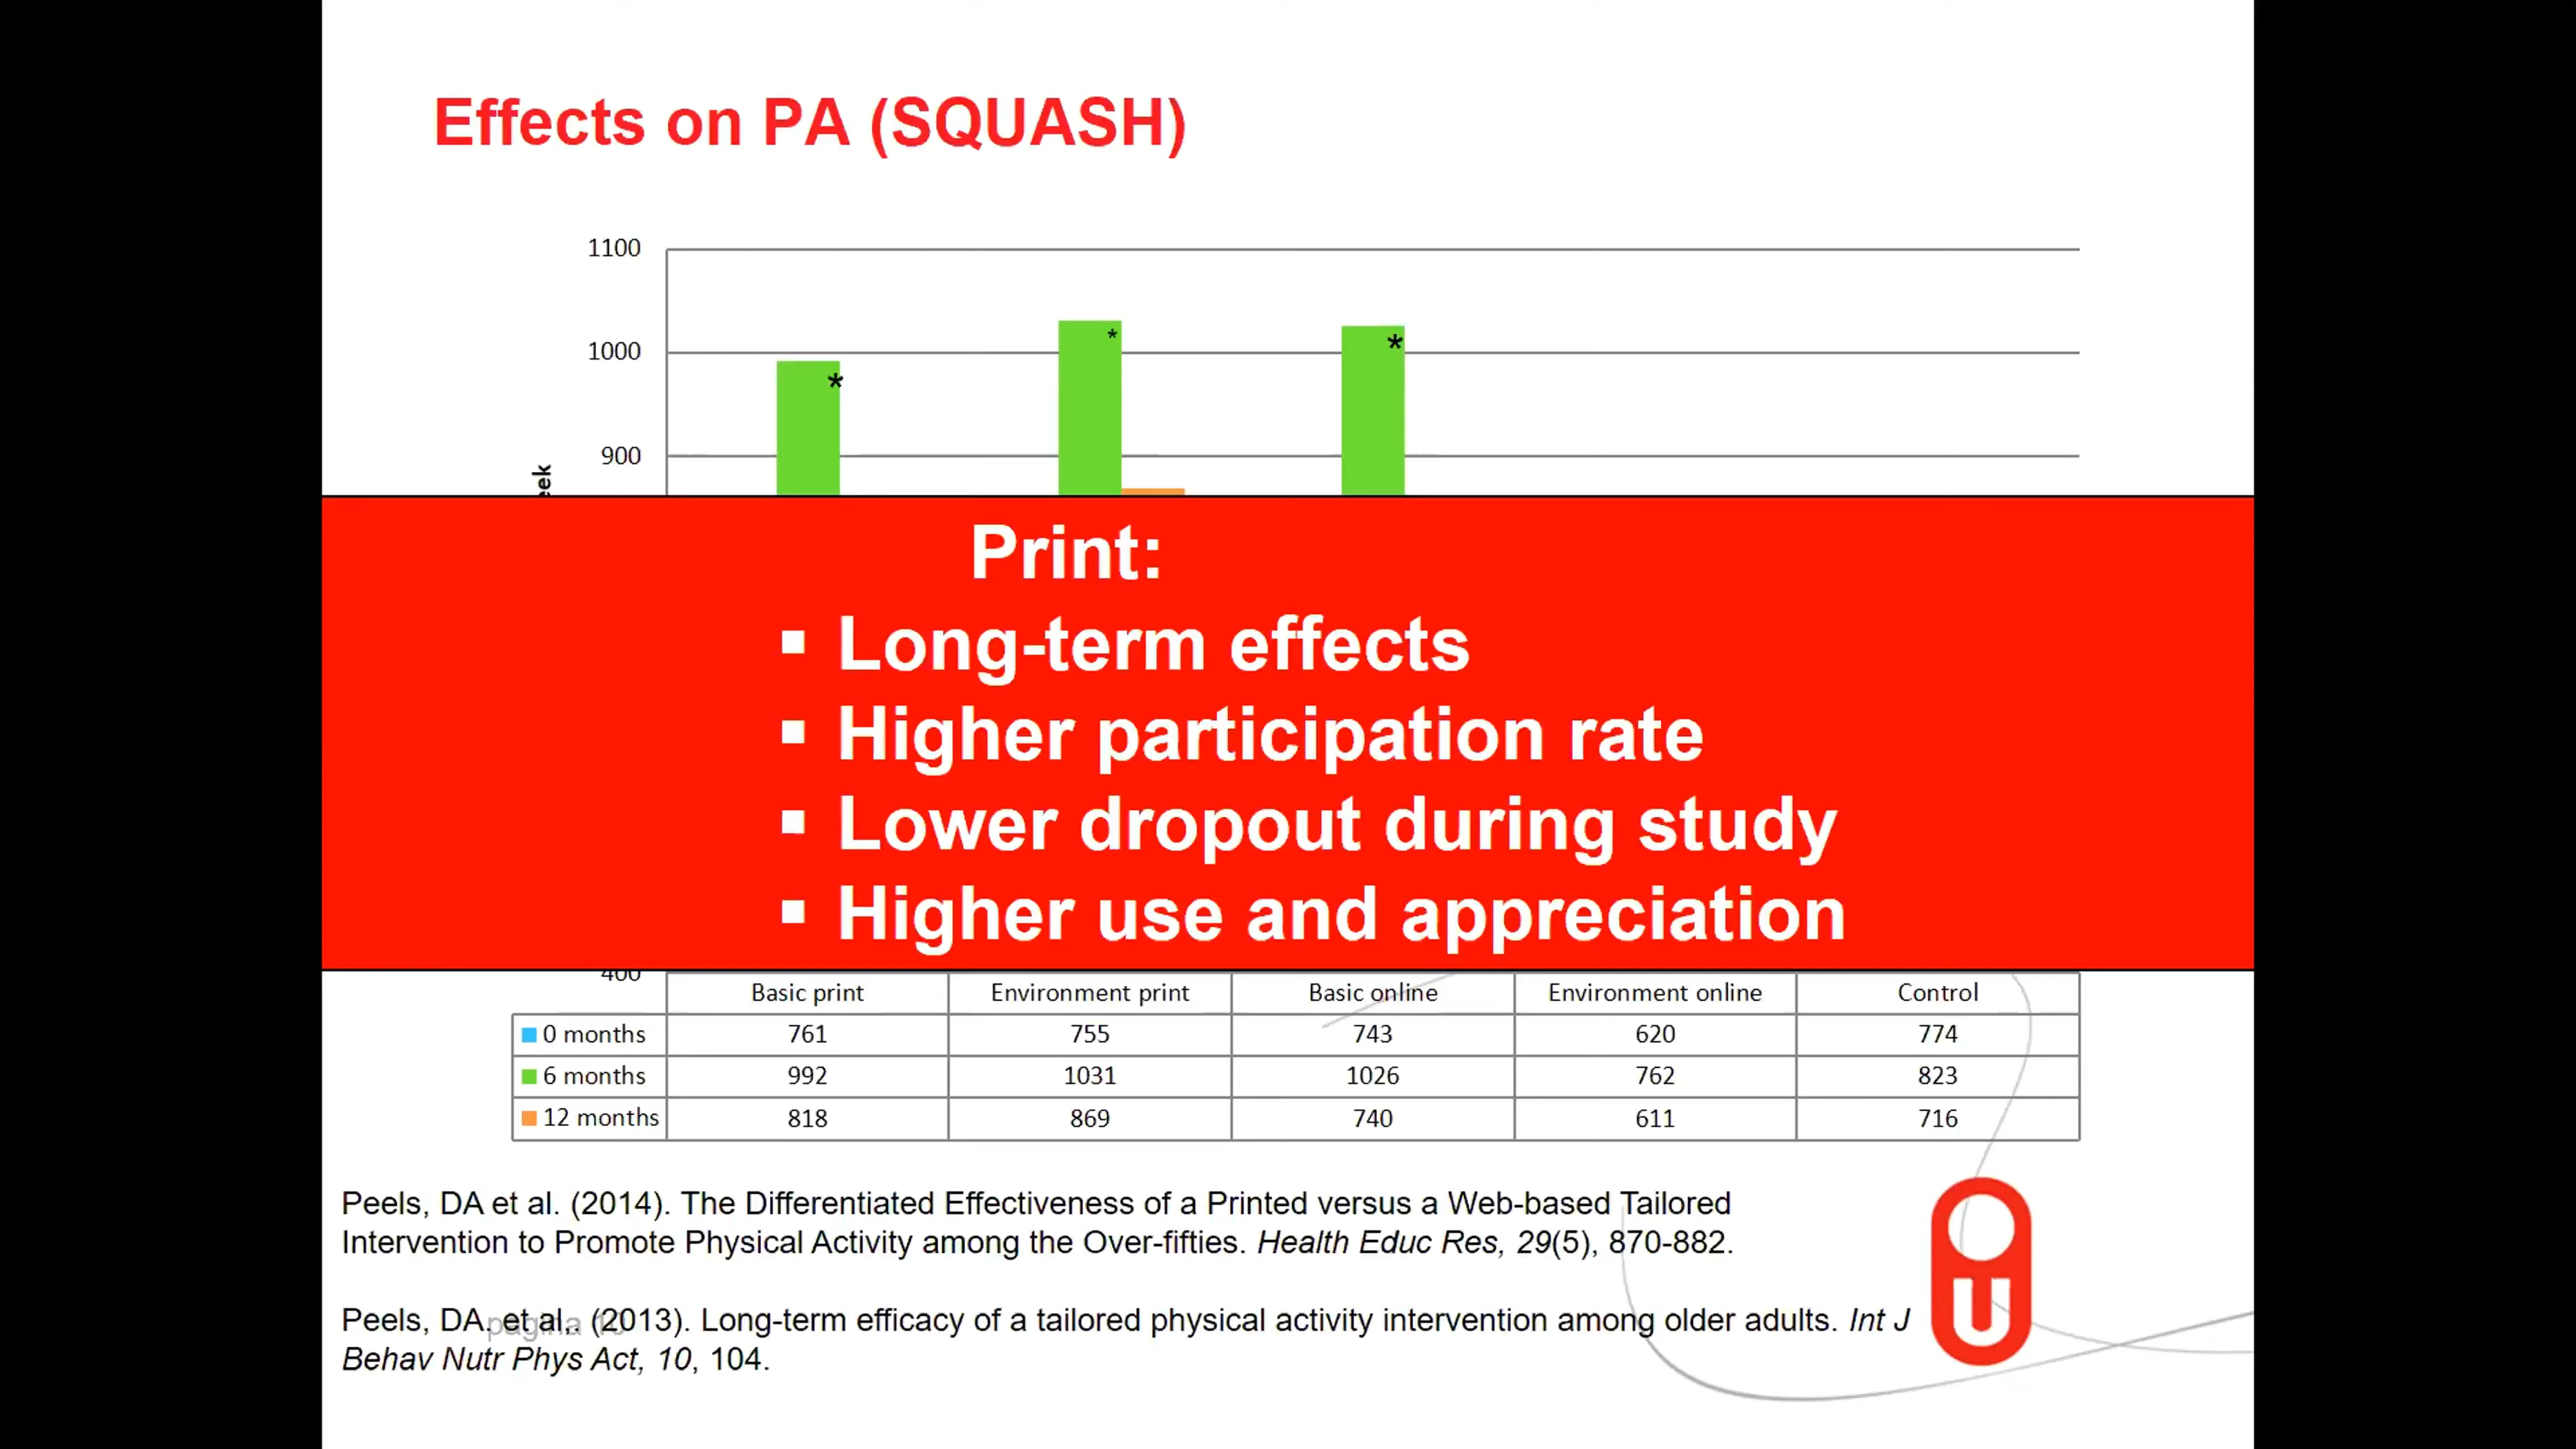 Effects on PA (SQUASH)
1100
1000
900
eek
* * *
Print:
▪ Long-term effects
▪ Higher participation rate
▪ Lower dropout during study
▪ Higher use and appreciation
400
Basic print Environment print Basic online Environment online Control
0 months 761 755 743 620 774
6 months 992 1031 1026 762 823
12 months 818 869 740 611 716
Peels, DA et al. (2014). The Differentiated Effectiveness of a Printed versus a Web-based Tailored
Intervention to Promote Physical Activity among the Over-fifties. Health Educ Res, 29(5), 870-882.
Peels, DA. et al,. (2013). Long-term efficacy of a tailored physical activity intervention among older adults. Int J
Behav Nutr Phys Act, 10, 104.
pagina
U